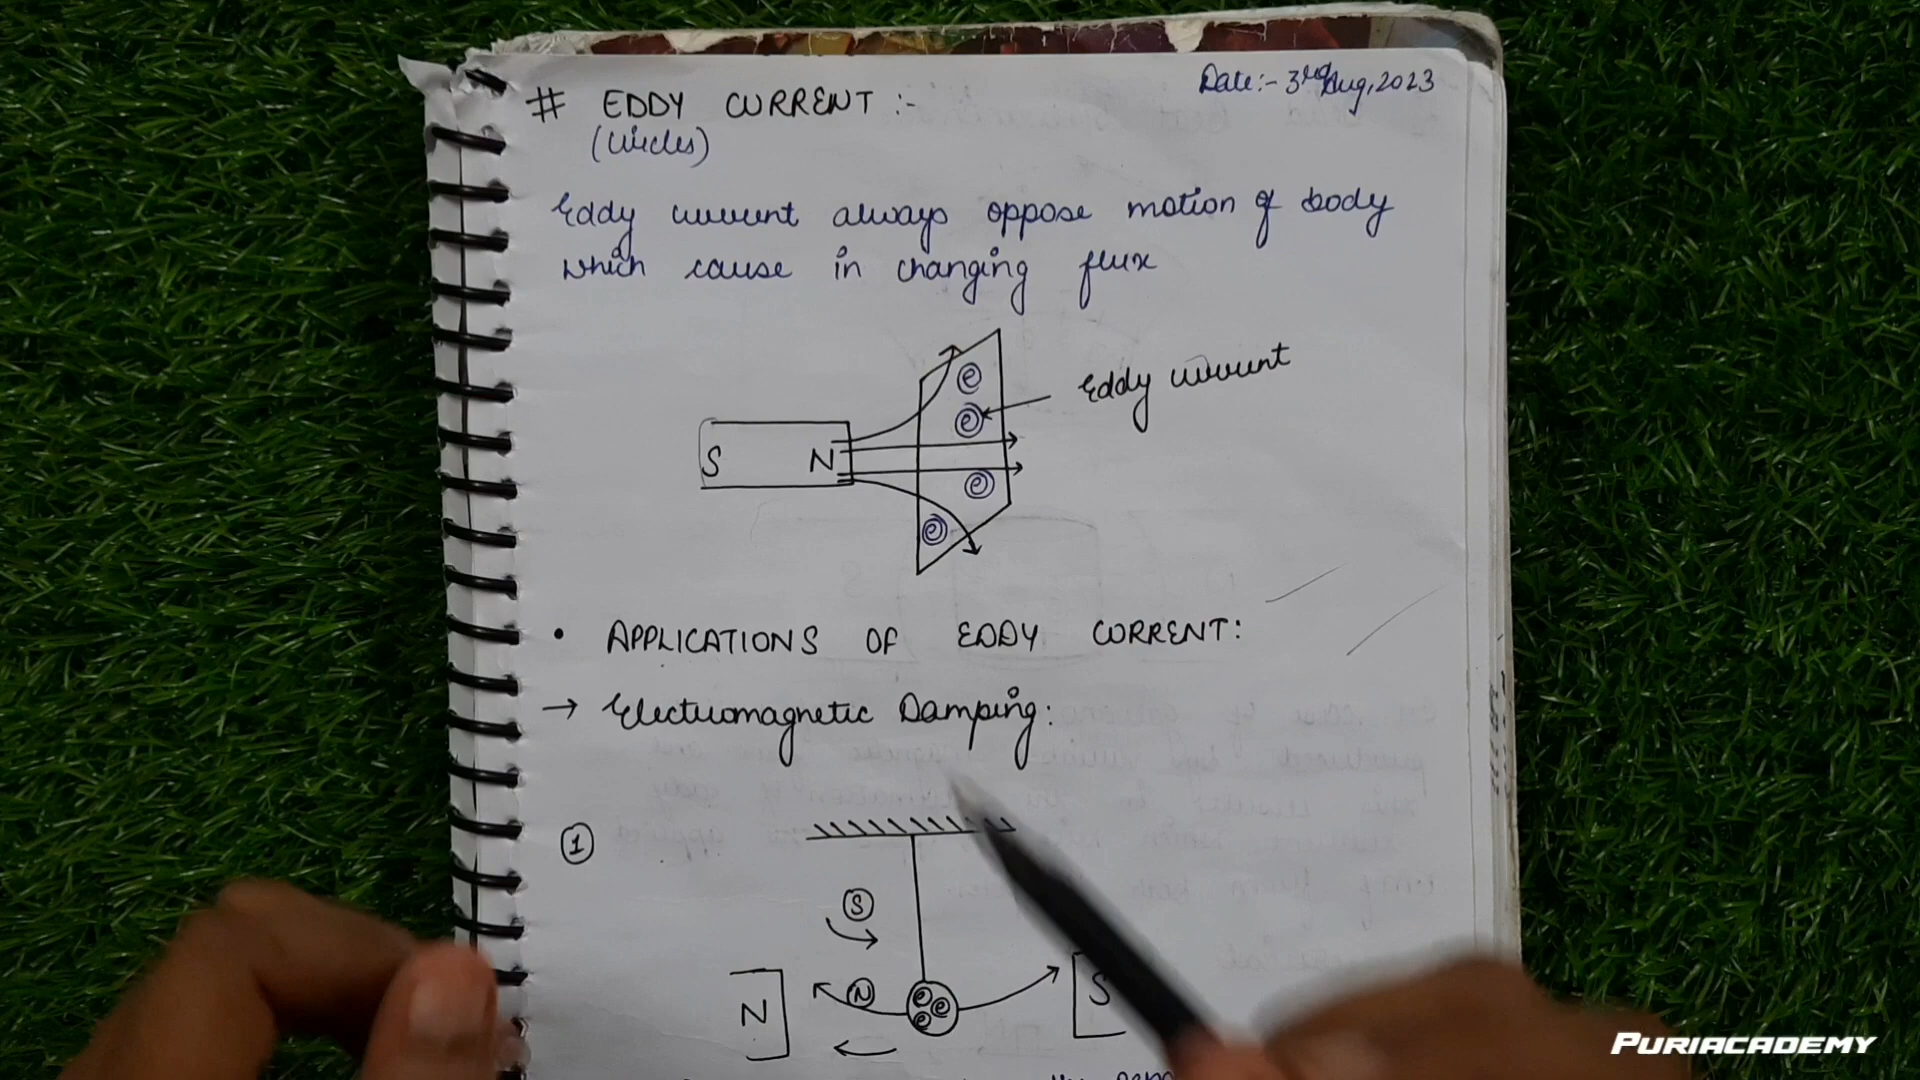 Date:- 3rd Aug, 2023
# EDDY CURRENT :-
(Circles)
Eddy current always oppose motion of body
which cause in changing flux
e
e
Eddy current
S N
e
e
• APPLICATIONS OF EDDY CURRENT:
→ Electromagnetic Damping:
1
S
N
N
e e
e
S
PURIACADEMY